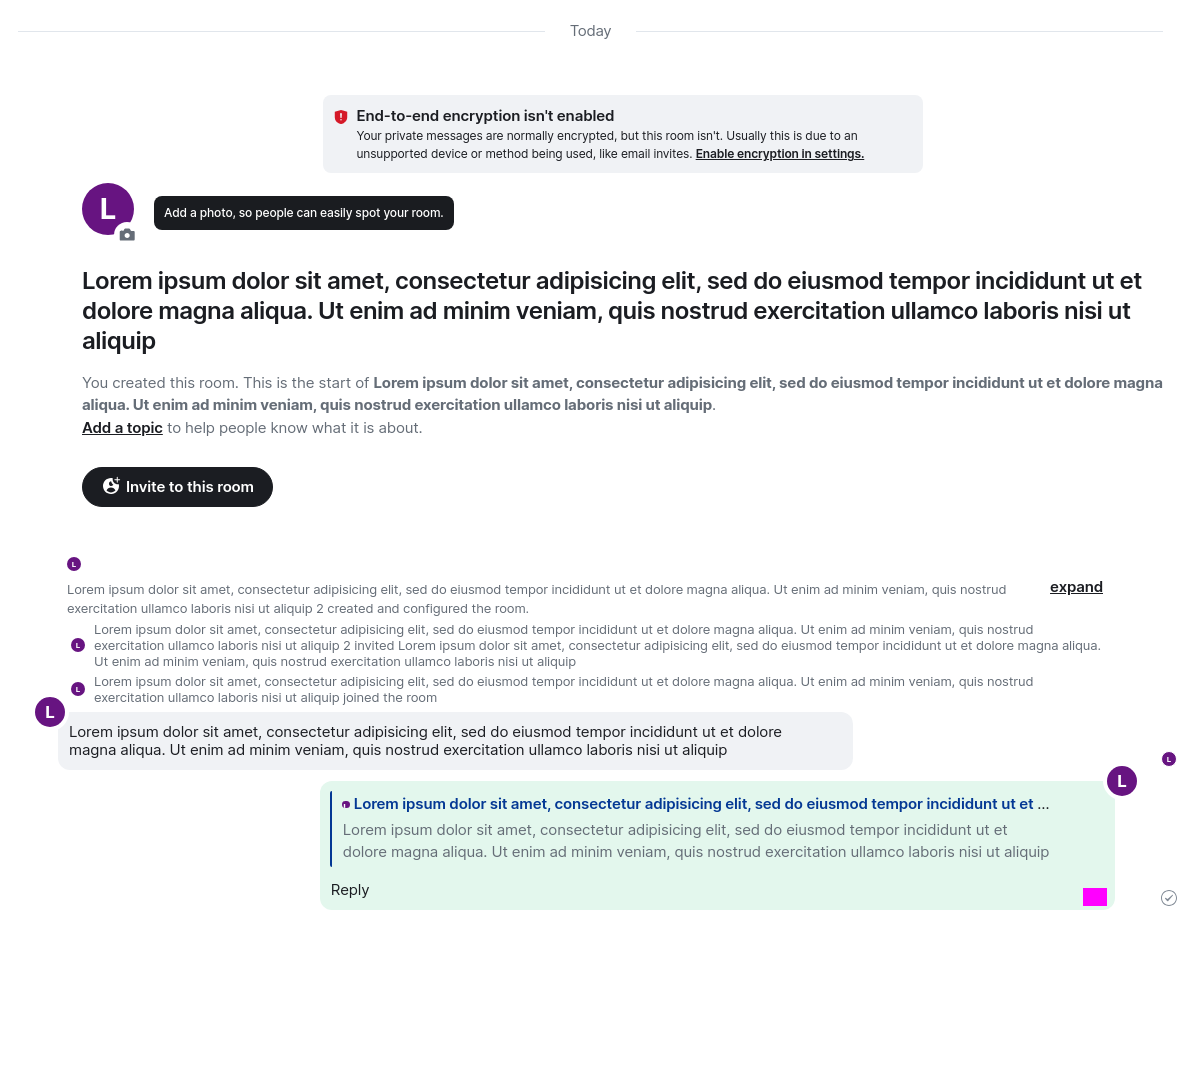 Today
End-to-end encryption isn't enabled
Your private messages are normally encrypted, but this room isn't. Usually this is due to an
unsupported device or method being used, like email invites. Enable encryption in settings.
L
Add a photo, so people can easily spot your room.
Lorem ipsum dolor sit amet, consectetur adipisicing elit, sed do eiusmod tempor incididunt ut et
dolore magna aliqua. Ut enim ad minim veniam, quis nostrud exercitation ullamco laboris nisi ut
aliquip
You created this room. This is the start of Lorem ipsum dolor sit amet, consectetur adipisicing elit, sed do eiusmod tempor incididunt ut et dolore magna
aliqua. Ut enim ad minim veniam, quis nostrud exercitation ullamco laboris nisi ut aliquip.
Add a topic to help people know what it is about.
Invite to this room
L
Lorem ipsum dolor sit amet, consectetur adipisicing elit, sed do eiusmod tempor incididunt ut et dolore magna aliqua. Ut enim ad minim veniam, quis nostrud
expand
exercitation ullamco laboris nisi ut aliquip 2 created and configured the room.
Lorem ipsum dolor sit amet, consectetur adipisicing elit, sed do eiusmod tempor incididunt ut et dolore magna aliqua. Ut enim ad minim veniam, quis nostrud
L
exercitation ullamco laboris nisi ut aliquip 2 invited Lorem ipsum dolor sit amet, consectetur adipisicing elit, sed do eiusmod tempor incididunt ut et dolore magna aliqua.
Ut enim ad minim veniam, quis nostrud exercitation ullamco laboris nisi ut aliquip
Lorem ipsum dolor sit amet, consectetur adipisicing elit, sed do eiusmod tempor incididunt ut et dolore magna aliqua. Ut enim ad minim veniam, quis nostrud
L
exercitation ullamco laboris nisi ut aliquip joined the room
L
Lorem ipsum dolor sit amet, consectetur adipisicing elit, sed do eiusmod tempor incididunt ut et dolore
magna aliqua. Ut enim ad minim veniam, quis nostrud exercitation ullamco laboris nisi ut aliquip
L
L
Lorem ipsum dolor sit amet, consectetur adipisicing elit, sed do eiusmod tempor incididunt ut et ...
Lorem ipsum dolor sit amet, consectetur adipisicing elit, sed do eiusmod tempor incididunt ut et
dolore magna aliqua. Ut enim ad minim veniam, quis nostrud exercitation ullamco laboris nisi ut aliquip
Reply